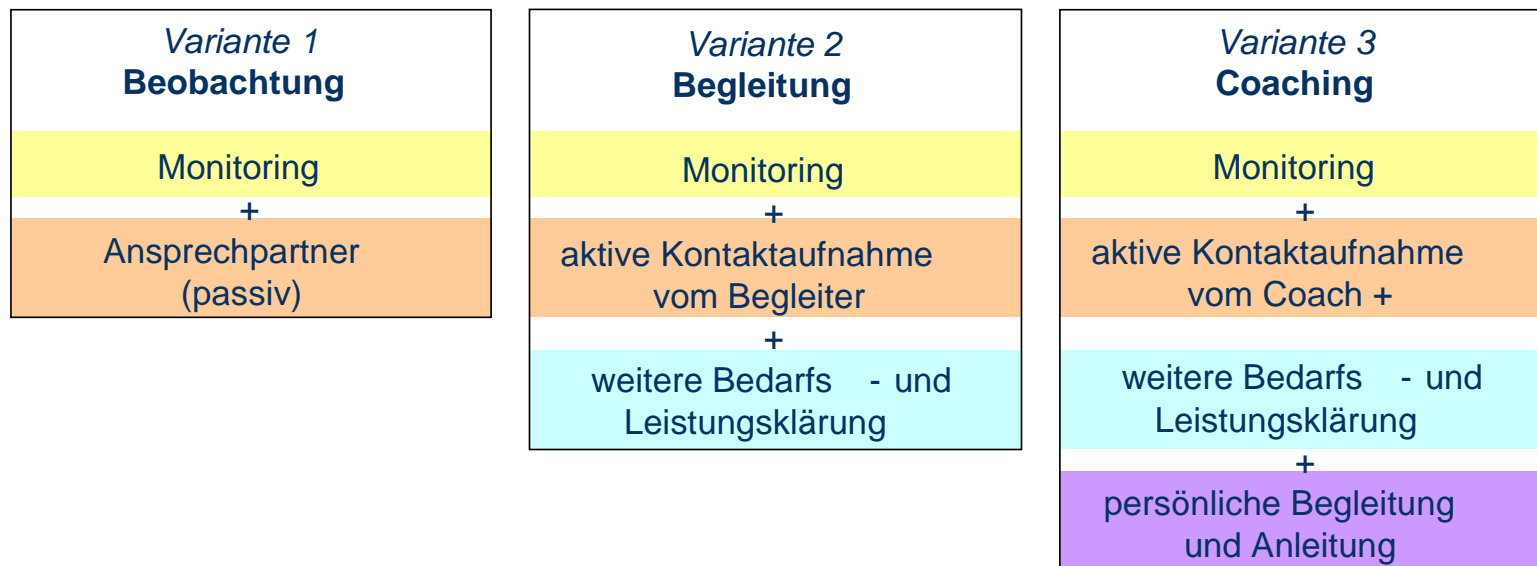 Variante 1
Beobachtung
Monitoring
+
Ansprechpartner
(passiv)
Variante 2
Begleitung
Monitoring
+
aktive Kontaktaufnahme
vom Begleiter
+
weitere Bedarfs - und
Leistungsklärung
Variante 3
Coaching
Monitoring
+
aktive Kontaktaufnahme
vom Coach +
weitere Bedarfs - und
Leistungsklärung
+
persönliche Begleitung
und Anleitung